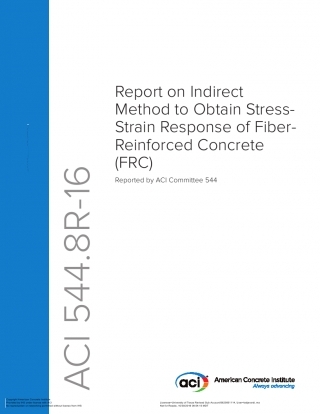 Report on Indirect
Method to Obtain Stress-
Strain Response of Fiber-
Reinforced Concrete
(FRC)
Reported by ACI Committee 544
ACI 544.8R-16
aci
American Concrete Institute
Always advancing